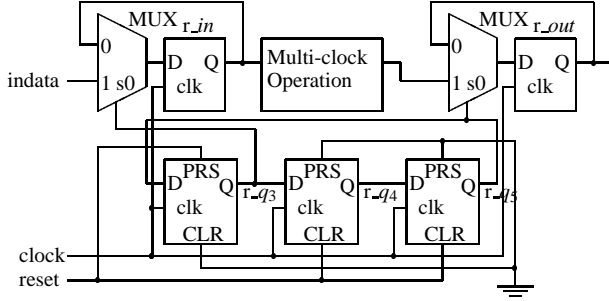 MUX r_in
0
D Q
clk
indata
1 s0
Multi-clock
Operation
MUX r_out
0
D Q
clk
1 s0
PRS
D Q
clk
CLR
r_q3
PRS
D Q
clk
CLR
r_q4
PRS
D Q
clk
CLR
r_q5
clock
reset